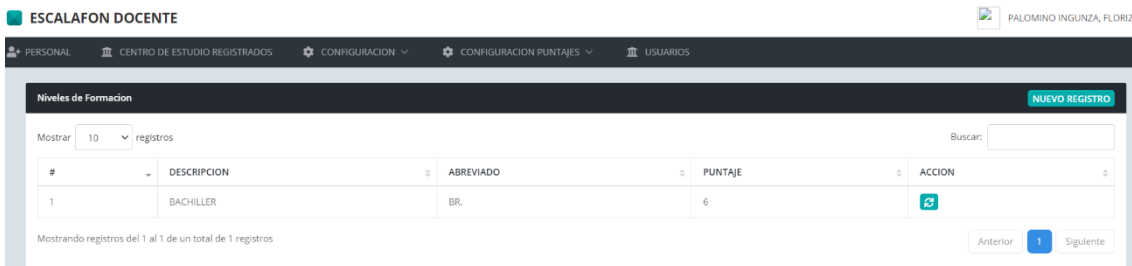 ESCALAFON DOCENTE
PALOMINO INGUNZA, FLORIZ
PERSONAL CENTRO DE ESTUDIO REGISTRADOS CONFIGURACION CONFIGURACION PUNTAJES USUARIOS
Niveles de Formacion NUEVO REGISTRO
Mostrar 10 registros Buscar:
# DESCRIPCION ABREVIADO PUNTAJE ACCION
1 BACHILLER BR. 6
Mostrando registros del 1 al 1 de un total de 1 registros Anterior 1 Siguiente